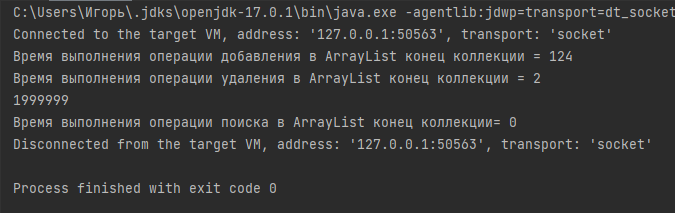 C:\Users\Игорь\.jdks\openjdk-17.0.1\bin\java.exe -agentlib:jdwp=transport=dt_socket
Connected to the target VM, address: '127.0.0.1:50563', transport: 'socket'
Время выполнения операции добавления в ArrayList конец коллекции = 124
Время выполнения операции удаления в ArrayList конец коллекции = 2
1999999
Время выполнения операции поиска в ArrayList конец коллекции= 0
Disconnected from the target VM, address: '127.0.0.1:50563', transport: 'socket'
Process finished with exit code 0